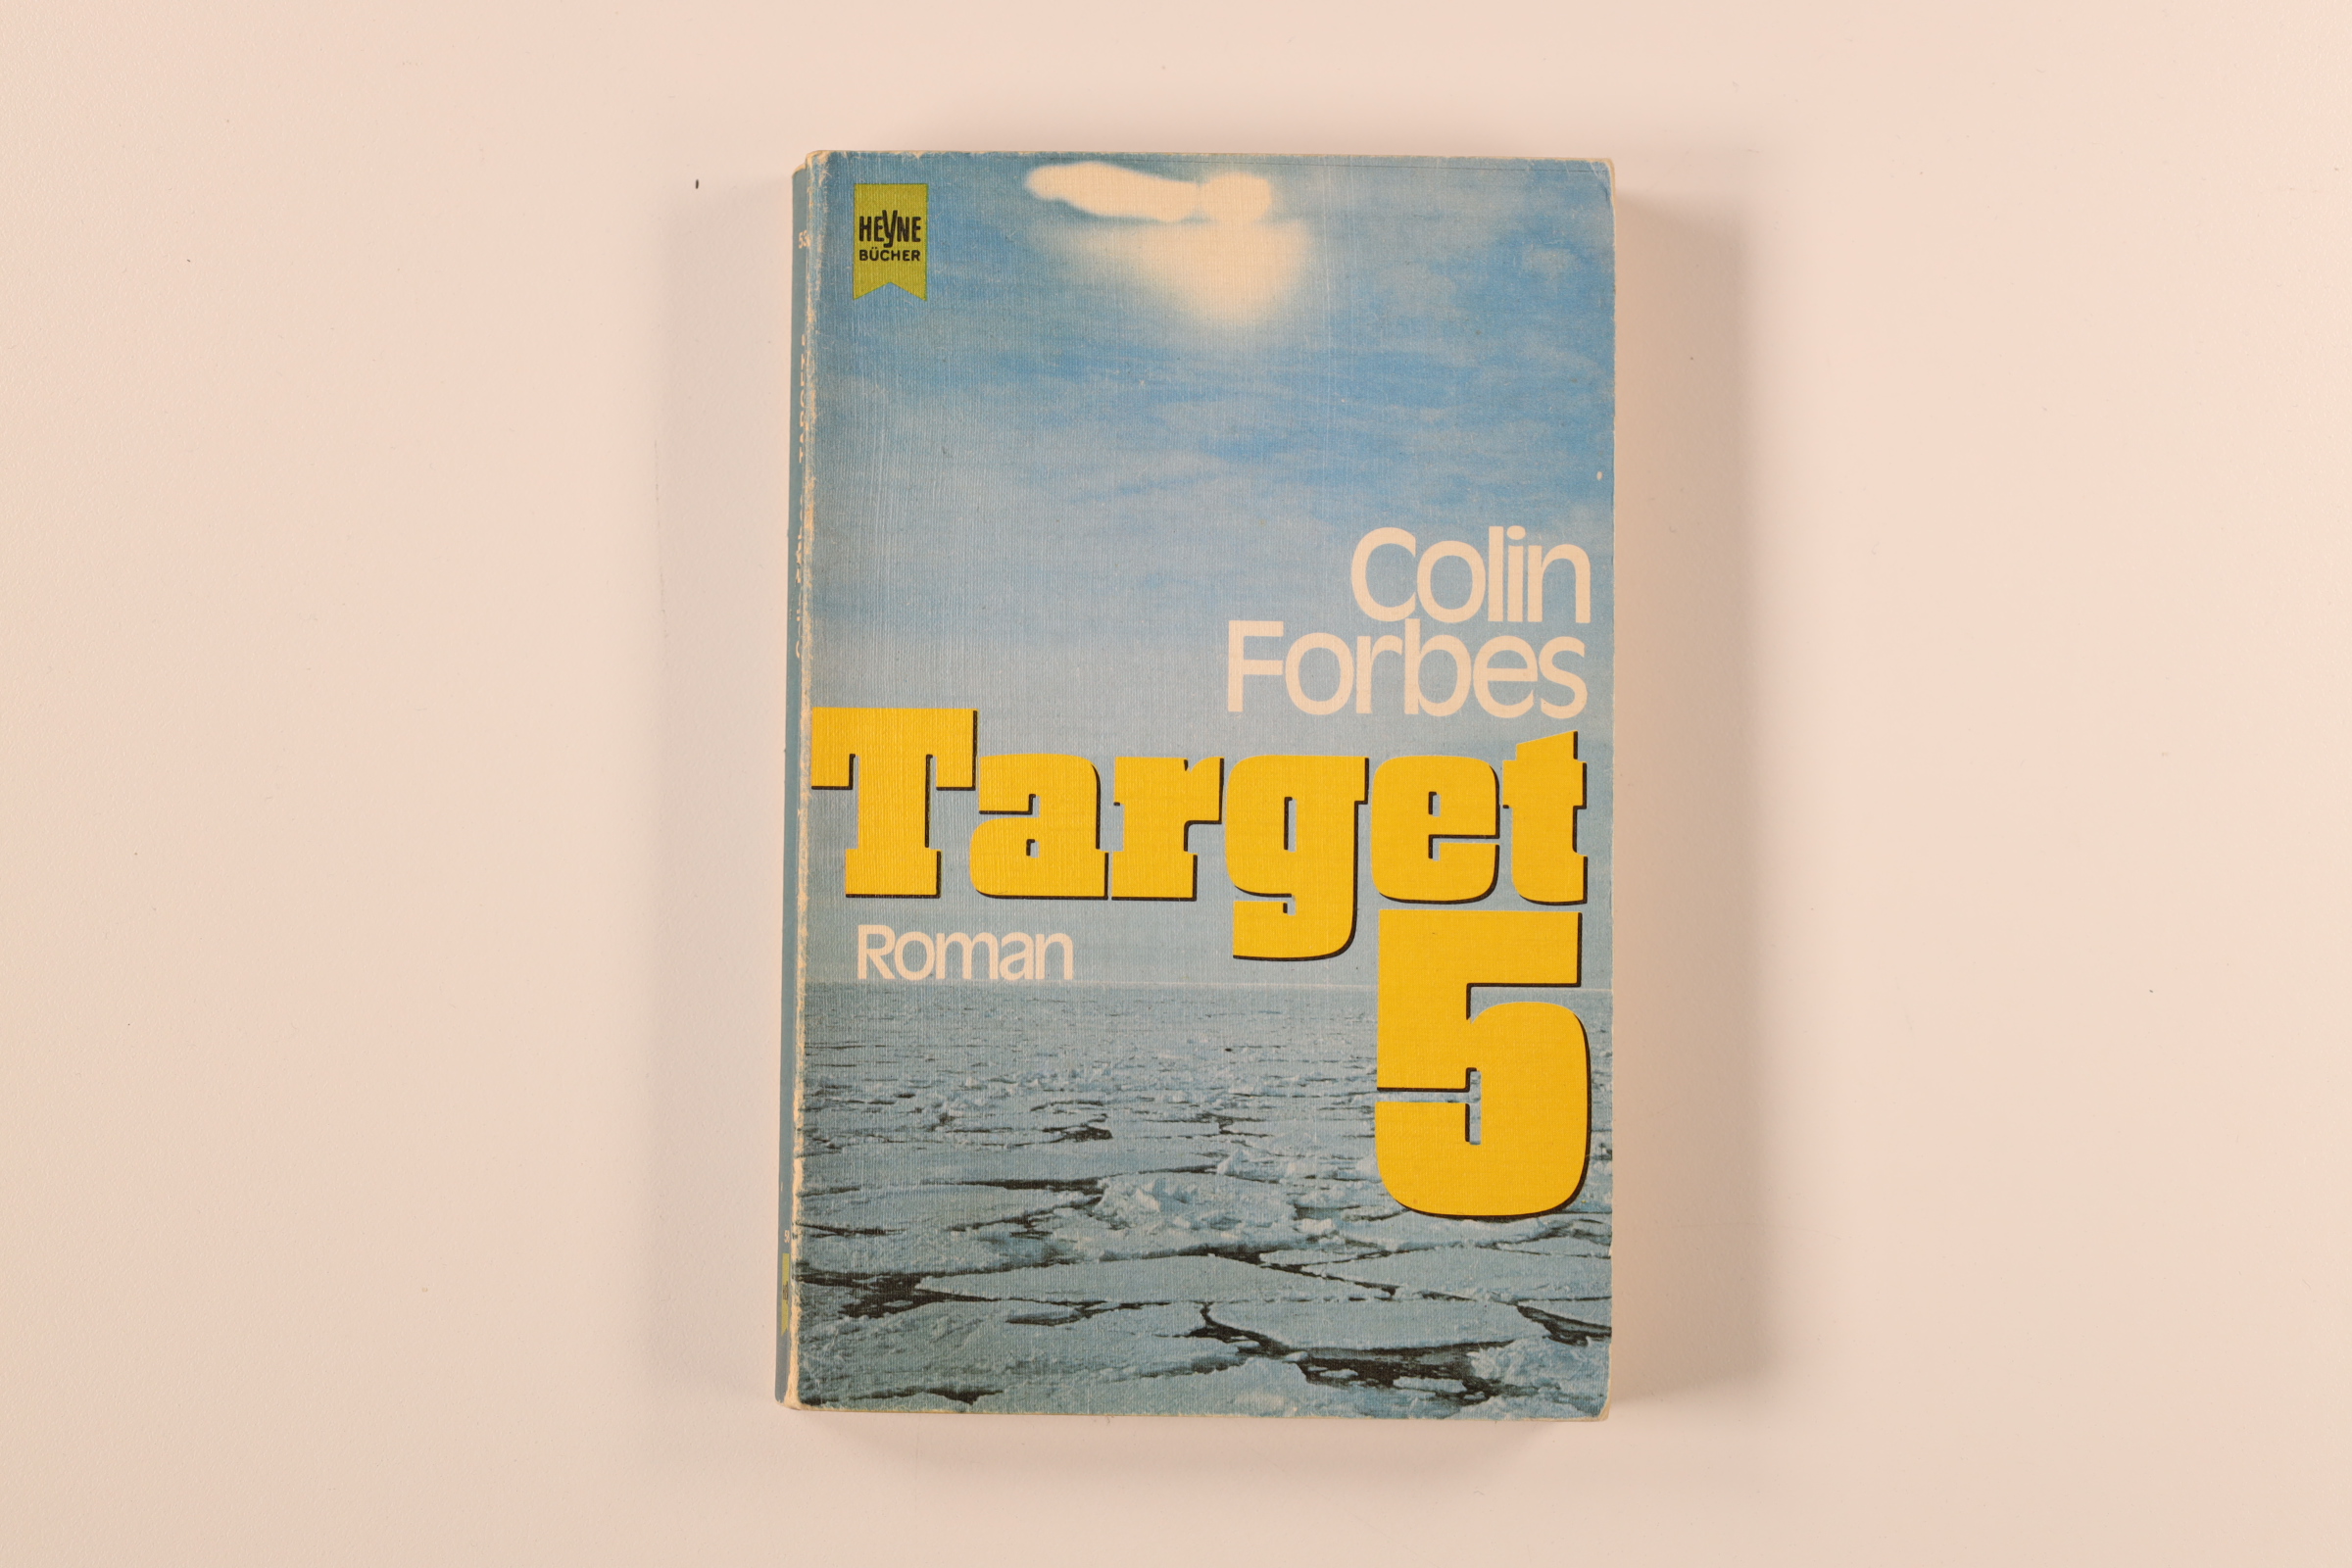 HEYNE
BÜCHER
Colin
Forbes
Target
5
Roman